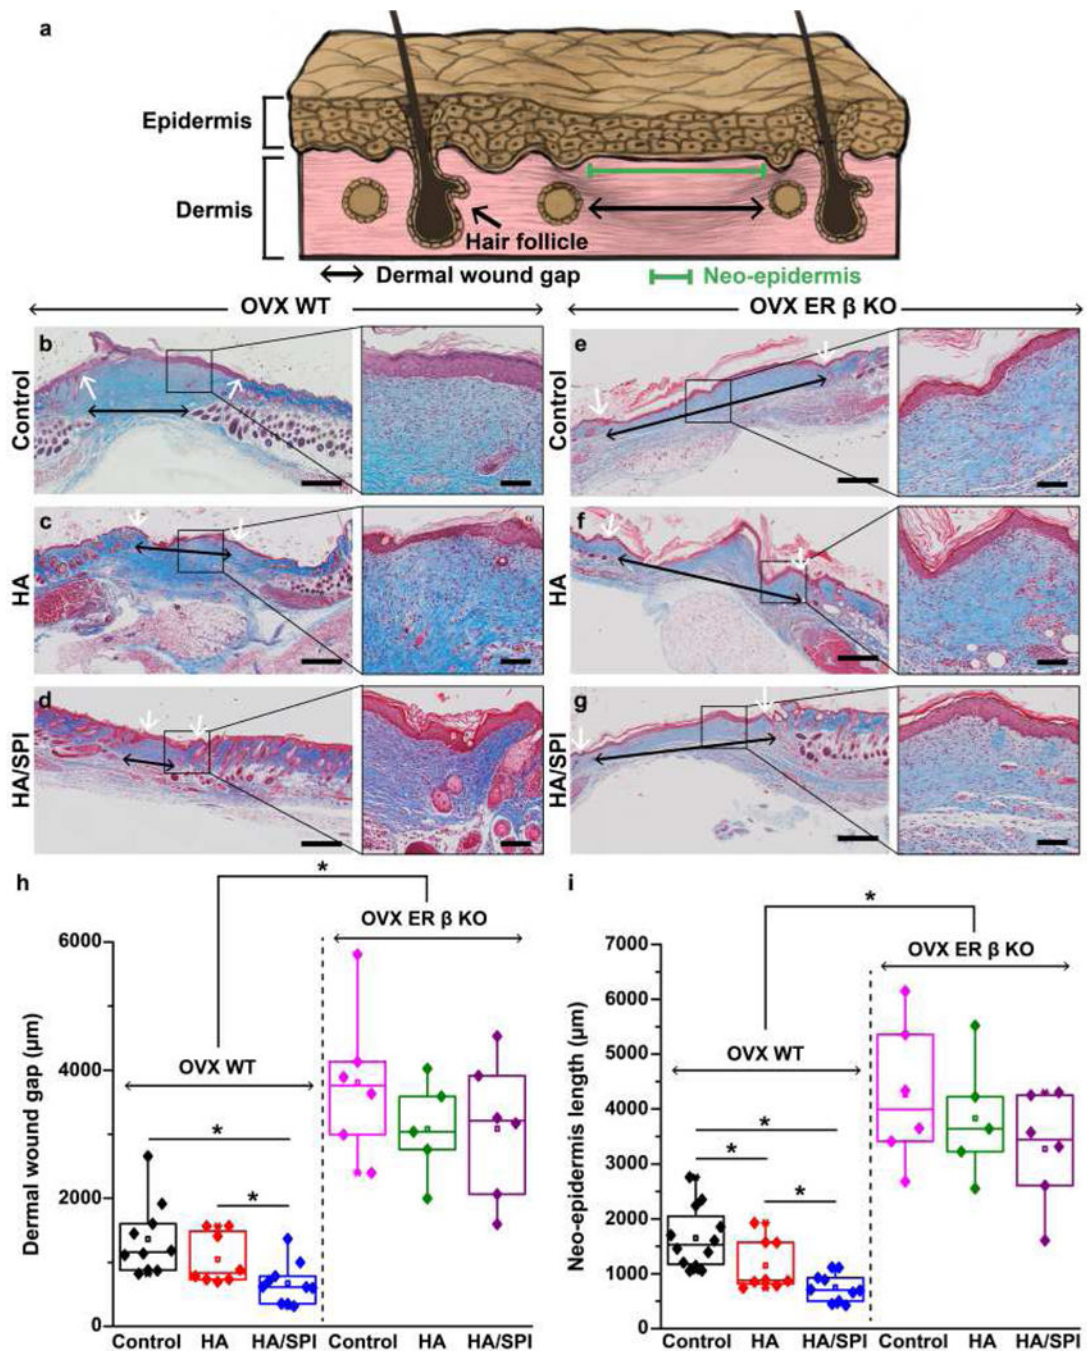 a
Epidermis
Dermis
Hair follicle
Dermal wound gap
Neo-epidermis
OVX WT
OVX ER β KO
Control
b
e
Control
HA
c
f
HA
HA/SPI
d
g
HA/SPI
h
*
OVX ER β KO
6000
4000
2000
0
Dermal wound gap (μm)
OVX WT
*
*
Control HA HA/SPI Control HA HA/SPI
i
*
OVX ER β KO
7000
6000
5000
4000
3000
2000
1000
0
Neo-epidermis length (μm)
OVX WT
*
*
*
Control HA HA/SPI Control HA HA/SPI